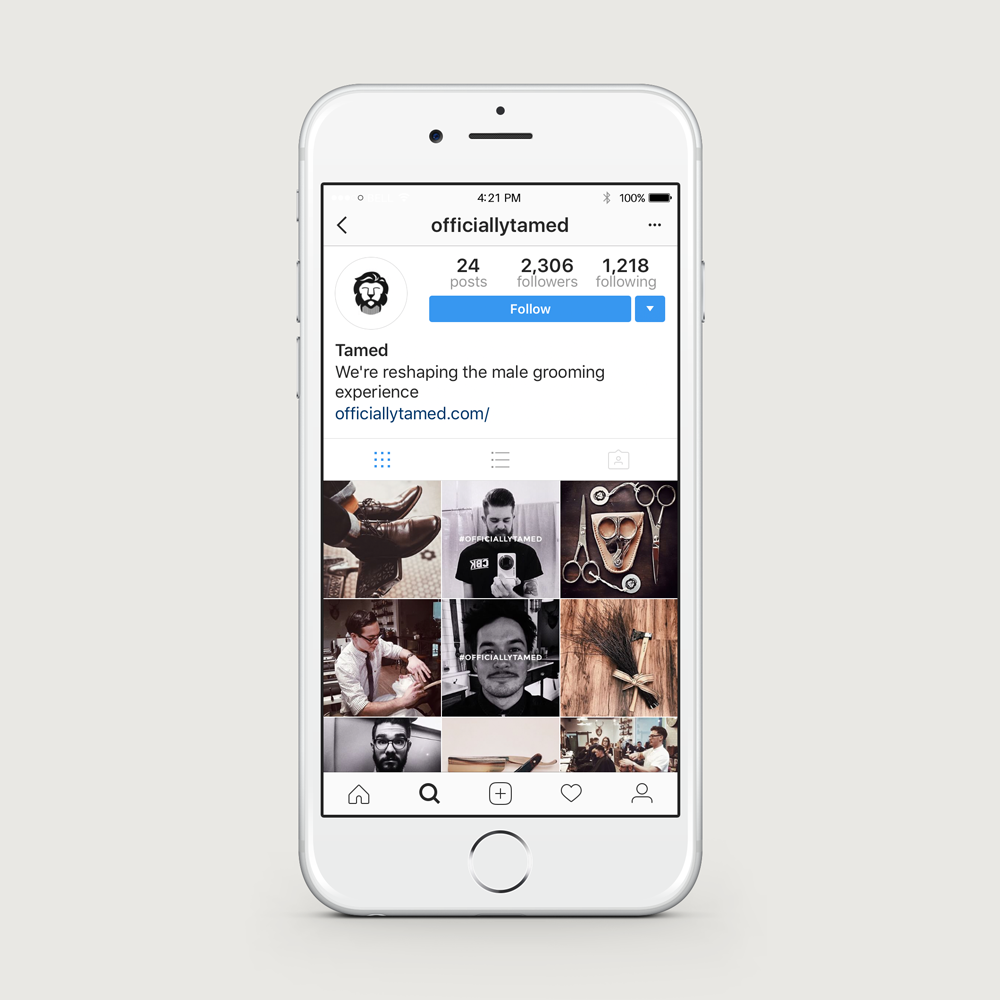 4:21 PM 100%
officiallytamed
24 2,306 1,218
posts followers following
Follow
Tamed
We're reshaping the male grooming
experience
officiallytamed.com/
#OFFICIALLYTAMED
CBK
#OFFICIALLYTAMED